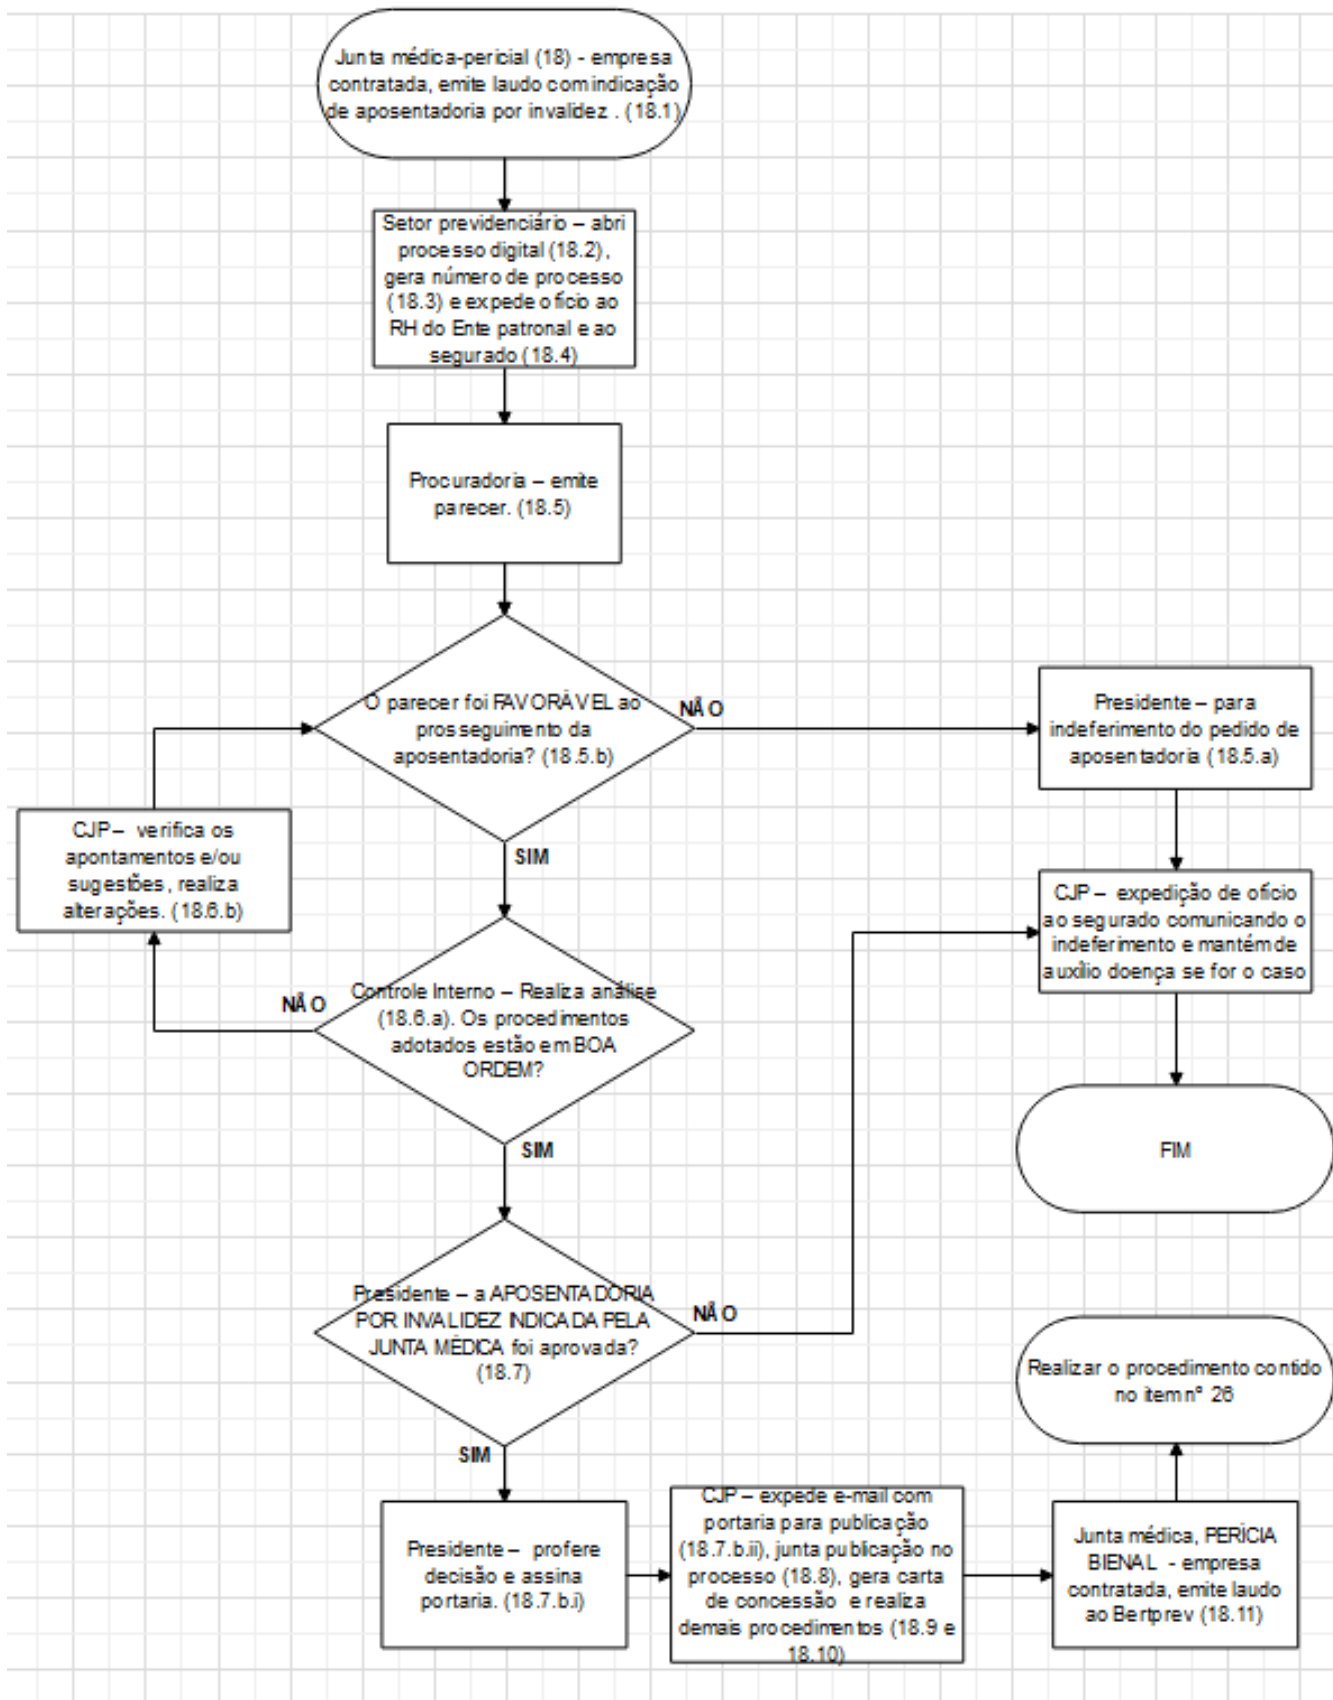 Junta médica-pericial (18) - empresa
contratada, emite laudo com indicação
de aposentadoria por invalidez . (18.1)
Setor previdenciário – abri
processo digital (18.2),
gera número de processo
(18.3) e expede ofício ao
RH do Ente patronal e ao
segurado (18.4)
Procuradoria – emite
parecer. (18.5)
O parecer foi FAVORÁVEL ao
prosseguimento da
aposentadoria? (18.5.b)
NÃO
Presidente – para
indeferimento do pedido de
aposentadoria (18.5.a)
CJP – verifica os
apontamentos e/ou
sugestões, realiza
alterações. (18.6.b)
SIM
CJP – expedição de ofício
ao segurado comunicando o
indeferimento e mantém de
auxílio doença se for o caso
NÃO
Controle Interno – Realiza análise
(18.6.a). Os procedimentos
adotados estão em BOA
ORDEM?
SIM
FIM
Presidente – a APOSENTADORIA
POR INVALIDEZ INDICADA PELA
JUNTA MÉDICA foi aprovada?
(18.7)
NÃO
Realizar o procedimento contido
no item nº 26
SIM
Presidente – profere
decisão e assina
portaria. (18.7.b.i)
CJP – expede e-mail com
portaria para publicação
(18.7.b.ii), junta publicação no
processo (18.8), gera carta
de concessão e realiza
demais procedimentos (18.9 e
18.10)
Junta médica, PERÍCIA
BIENAL - empresa
contratada, emite laudo
ao Bertprev (18.11)